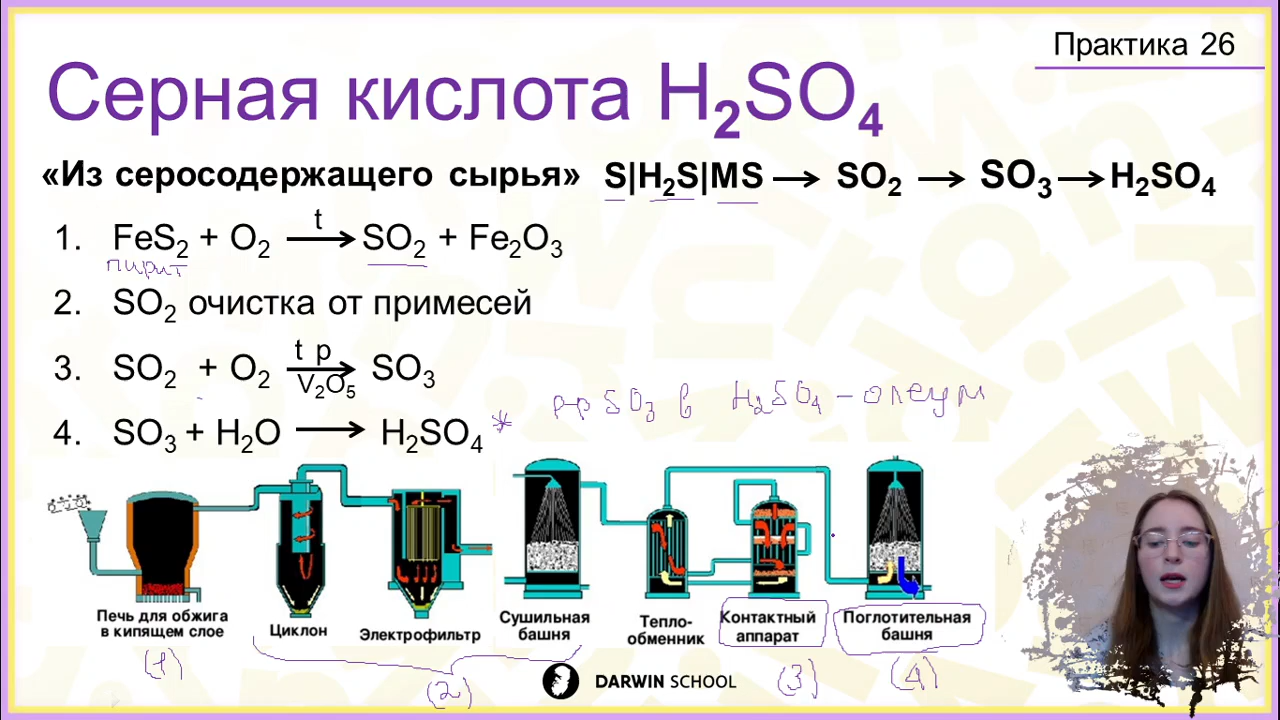 Практика 26
Серная кислота H₂SO₄
«Из серосодержащего сырья» S|H₂S|MS → SO₂ → SO₃ → H₂SO₄
1. FeS₂ + O₂ t → SO₂ + Fe₂O₃
пирит
2. SO₂ очистка от примесей
3. SO₂ + O₂ t p → V₂O₅ SO₃
р-р SO₃ в H₂SO₄ – олеум
4. SO₃ + H₂O → H₂SO₄ *
Печь для обжига
в кипящем слое
Циклон
Электрофильтр
Сушильная
башня
Тепло-
обменник
Контактный
аппарат
Поглотительная
башня
(1)
(2)
(3)
(4)
DARWIN SCHOOL